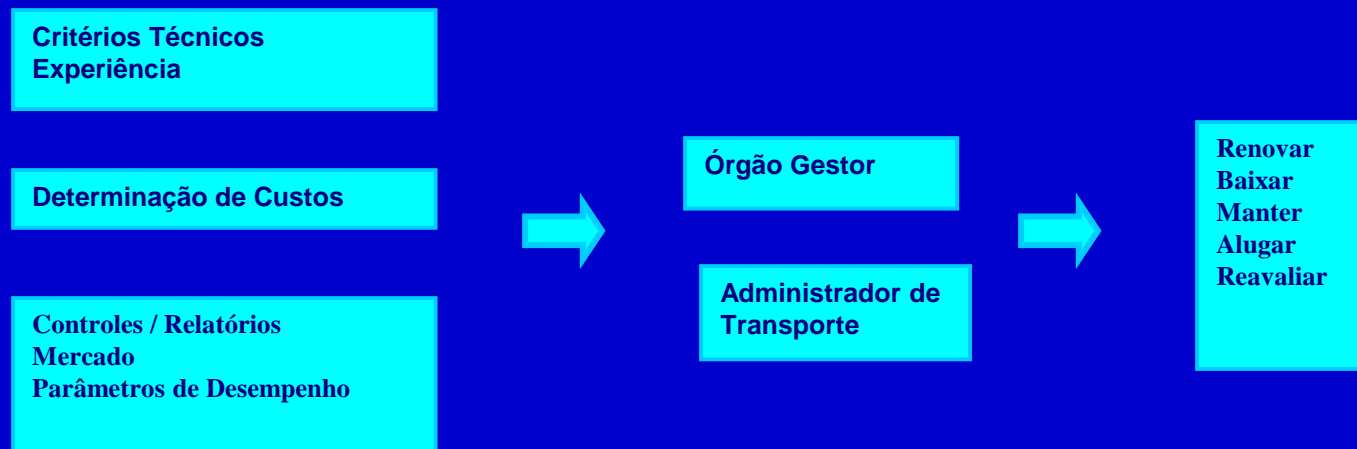 Critérios Técnicos
Experiência
Determinação de Custos
Controles / Relatórios
Mercado
Parâmetros de Desempenho
Órgão Gestor
Administrador de
Transporte
Renovar
Baixar
Manter
Alugar
Reavaliar